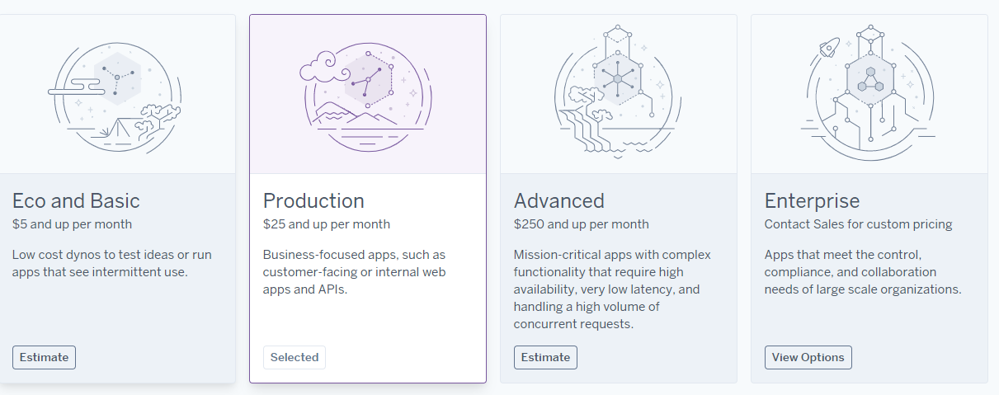 Eco and Basic
$5 and up per month
Low cost dynos to test ideas or run
apps that see intermittent use.
Estimate
Production
$25 and up per month
Business-focused apps, such as
customer-facing or internal web
apps and APIs.
Selected
Advanced
$250 and up per month
Mission-critical apps with complex
functionality that require high
availability, very low latency, and
handling a high volume of
concurrent requests.
Estimate
Enterprise
Contact Sales for custom pricing
Apps that meet the control,
compliance, and collaboration
needs of large scale organizations.
View Options